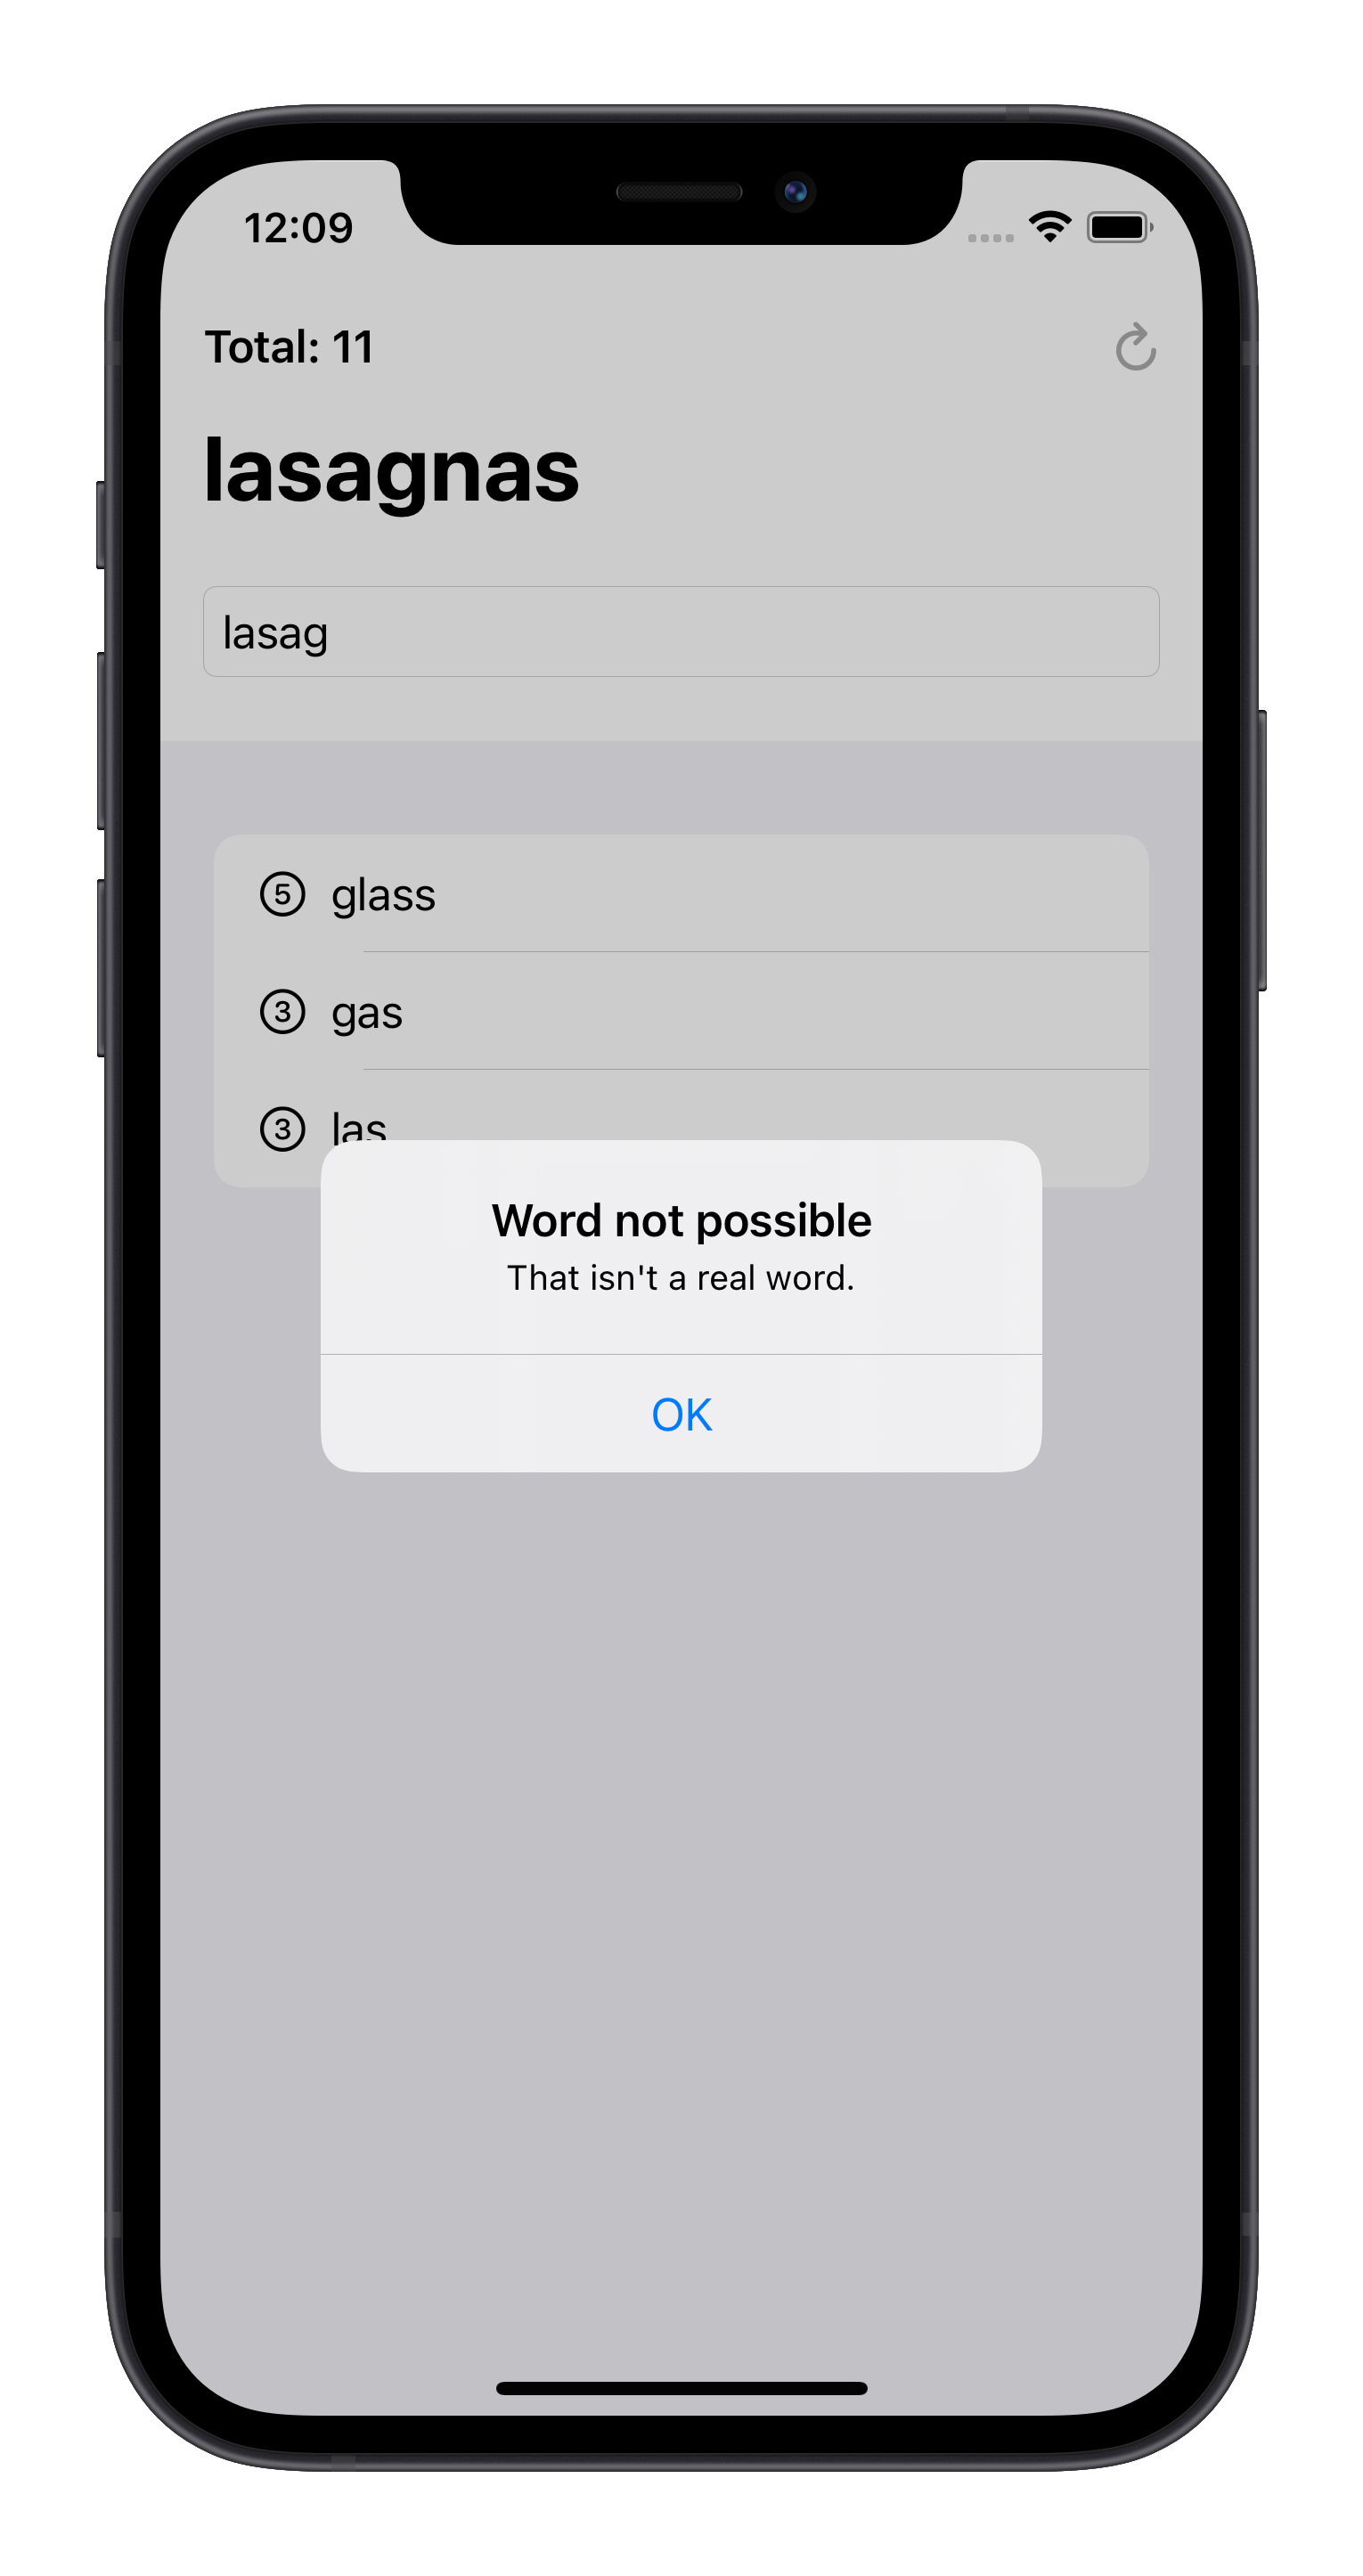 12:09
Total: 11
lasagnas
lasag
5 glass
3 gas
3 las
Word not possible
That isn't a real word.
OK